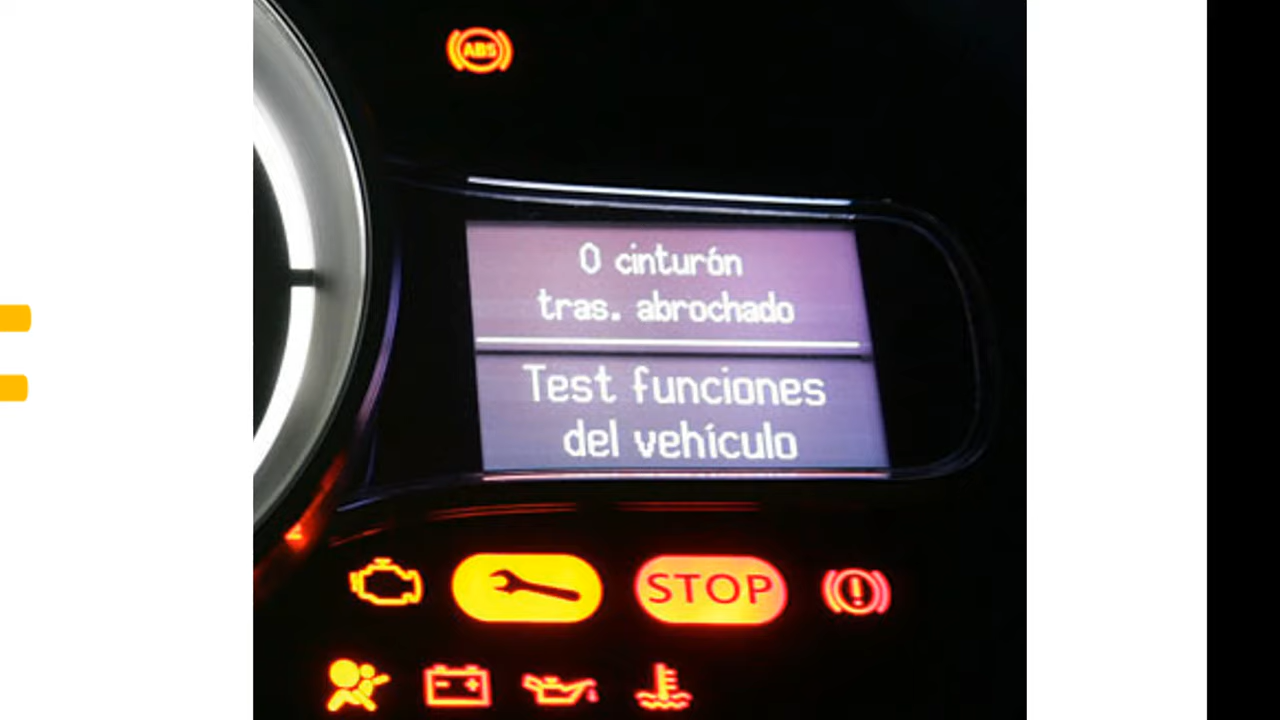 ABS
0 cinturón
tras. abrochado
Test funciones
del vehículo
STOP